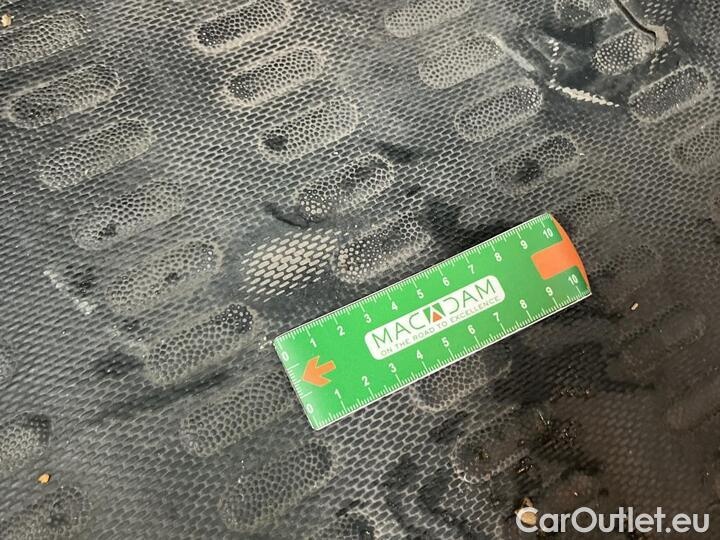 0 1 2 3 4 5 6 7 8 9 10
MACADAM
ON THE ROAD TO EXCELLENCE
0 1 2 3 4 5 6 7 8 9 10
CarOutlet.eu